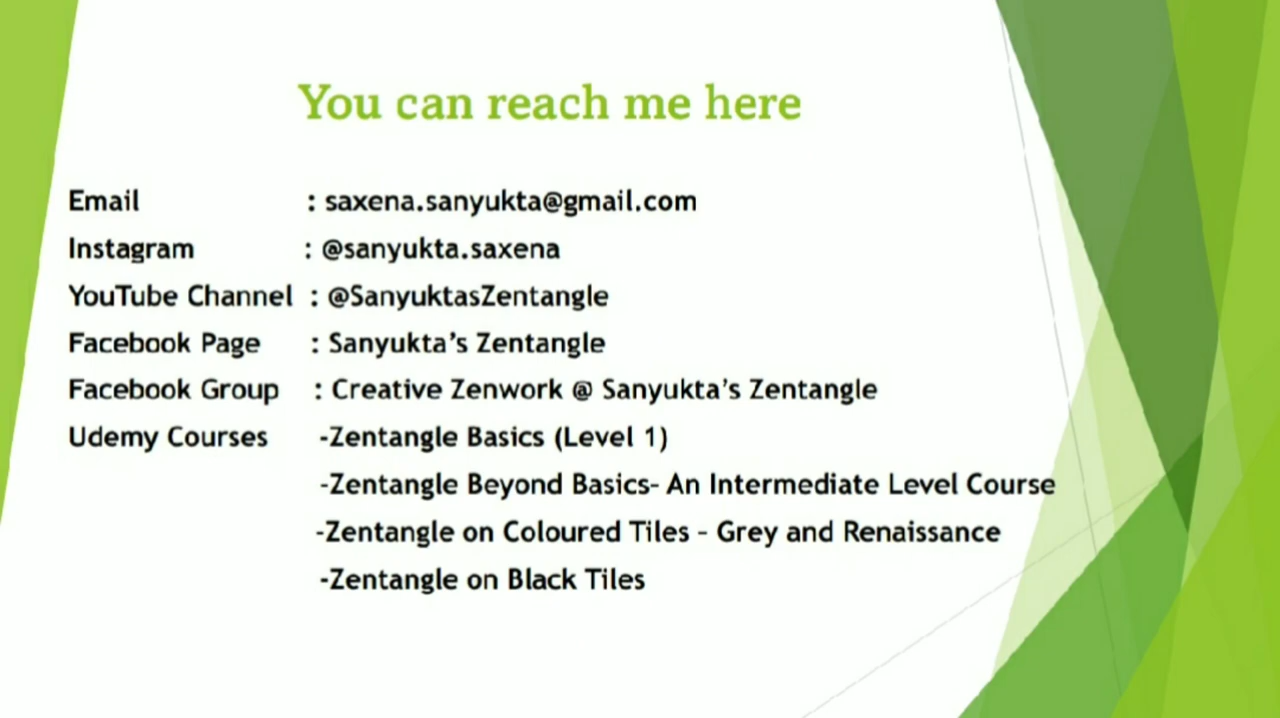 You can reach me here
Email : saxena.sanyukta@gmail.com
Instagram : @sanyukta.saxena
YouTube Channel : @SanyuktasZentangle
Facebook Page : Sanyukta’s Zentangle
Facebook Group : Creative Zenwork @ Sanyukta’s Zentangle
Udemy Courses -Zentangle Basics (Level 1)
-Zentangle Beyond Basics- An Intermediate Level Course
-Zentangle on Coloured Tiles - Grey and Renaissance
-Zentangle on Black Tiles